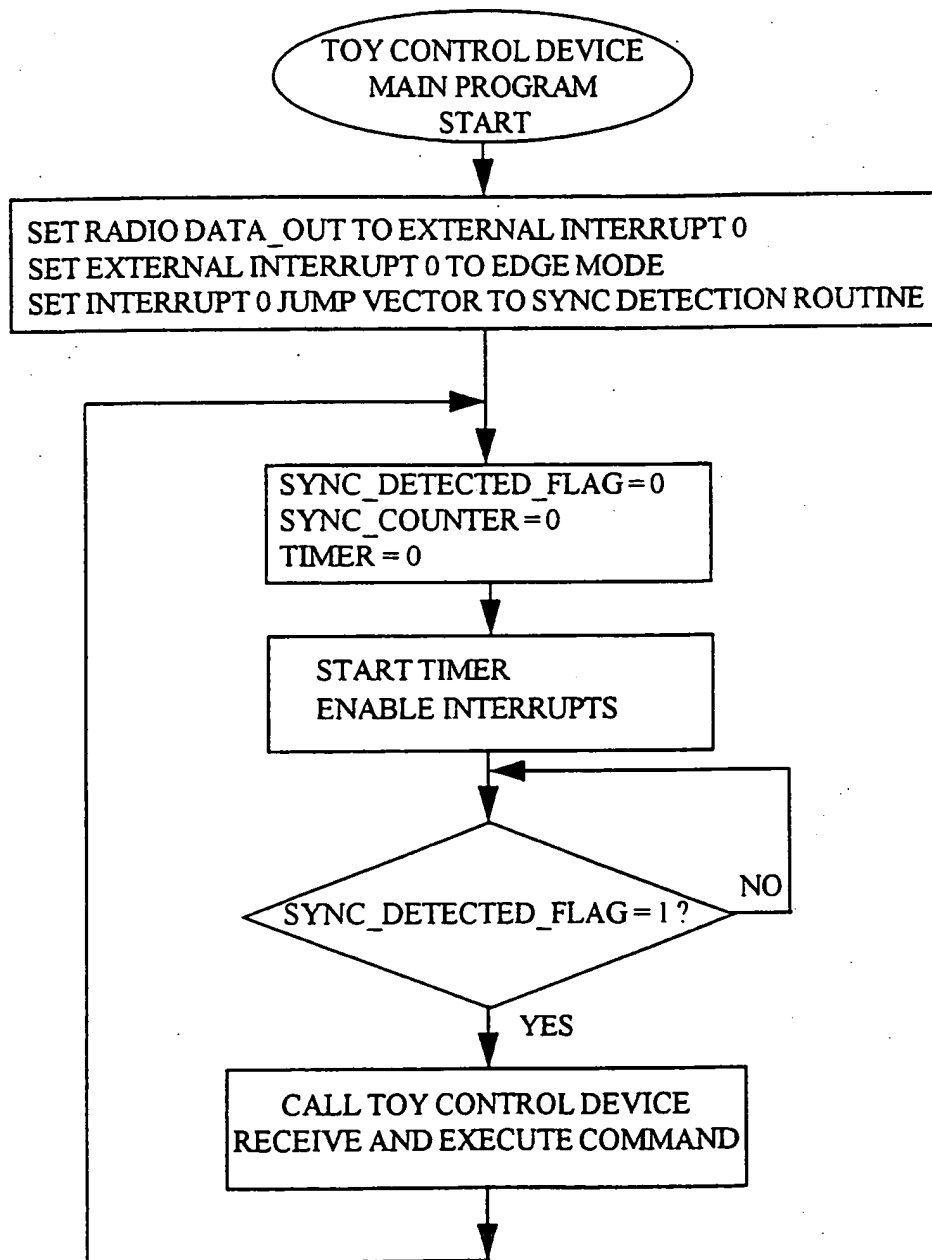 TOY CONTROL DEVICE
MAIN PROGRAM
START
SET RADIO DATA_OUT TO EXTERNAL INTERRUPT 0
SET EXTERNAL INTERRUPT 0 TO EDGE MODE
SET INTERRUPT 0 JUMP VECTOR TO SYNC DETECTION ROUTINE
SYNC_DETECTED_FLAG = 0
SYNC_COUNTER = 0
TIMER = 0
START TIMER
ENABLE INTERRUPTS
NO
SYNC_DETECTED_FLAG = 1 ?
YES
CALL TOY CONTROL DEVICE
RECEIVE AND EXECUTE COMMAND